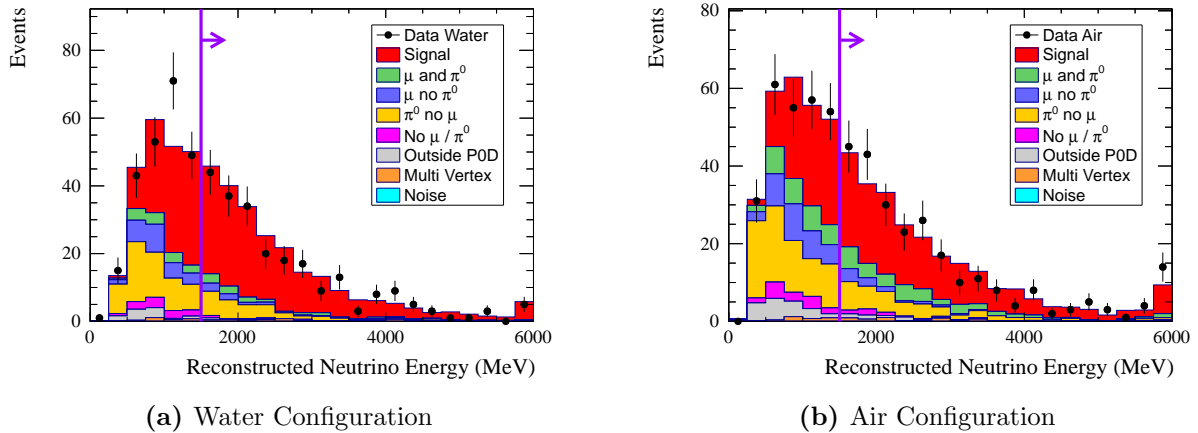 Events
80
60
40
20
0
0 2000 4000 6000
Reconstructed Neutrino Energy (MeV)
Data Water
Signal
μ and π⁰
μ no π⁰
π⁰ no μ
No μ / π⁰
Outside P0D
Multi Vertex
Noise
(a) Water Configuration
Events
80
60
40
20
0
0 2000 4000 6000
Reconstructed Neutrino Energy (MeV)
Data Air
Signal
μ and π⁰
μ no π⁰
π⁰ no μ
No μ / π⁰
Outside P0D
Multi Vertex
Noise
(b) Air Configuration